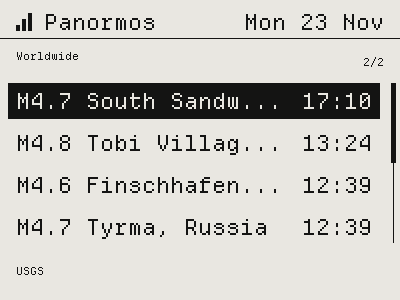 Panormos Mon 23 Nov
Worldwide
2/2
M4.7 South Sandw... 17:10
M4.8 Tobi Villag... 13:24
M4.6 Finschhafen... 12:39
M4.7 Tyrma, Russia 12:39
USGS